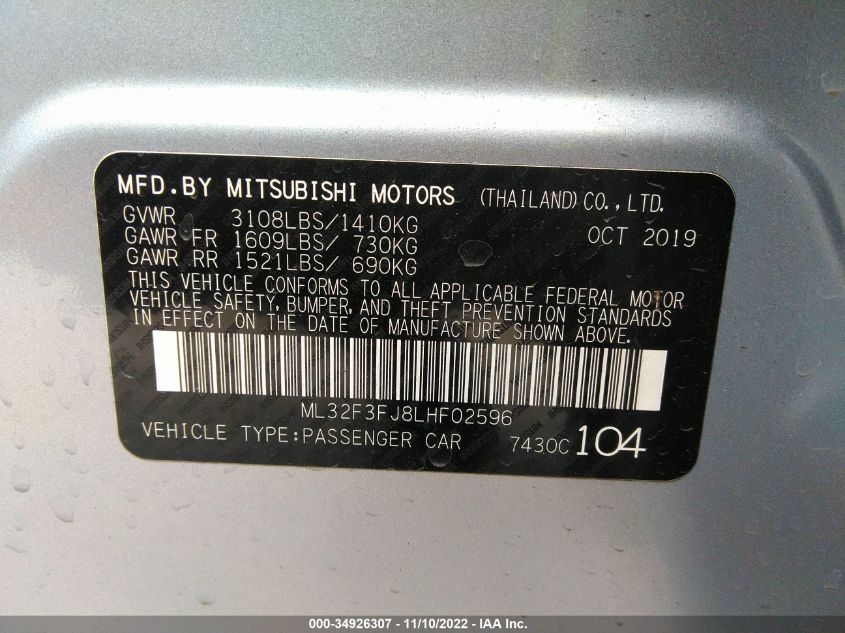 MFD.BY MITSUBISHI MOTORS (THAILAND) CO., LTD.
GVWR 3108LBS/1410KG OCT 2019
GAWR FR 1609LBS/ 730KG
GAWR RR 1521LBS/ 690KG
THIS VEHICLE CONFORMS TO ALL APPLICABLE FEDERAL MOTOR
VEHICLE SAFETY, BUMPER, AND THEFT PREVENTION STANDARDS
IN EFFECT ON THE DATE OF MANUFACTURE SHOWN ABOVE.
ML32F3FJ8LHF02596
VEHICLE TYPE:PASSENGER CAR 7430C 104
000-34926307 - 11/10/2022 - IAA Inc.